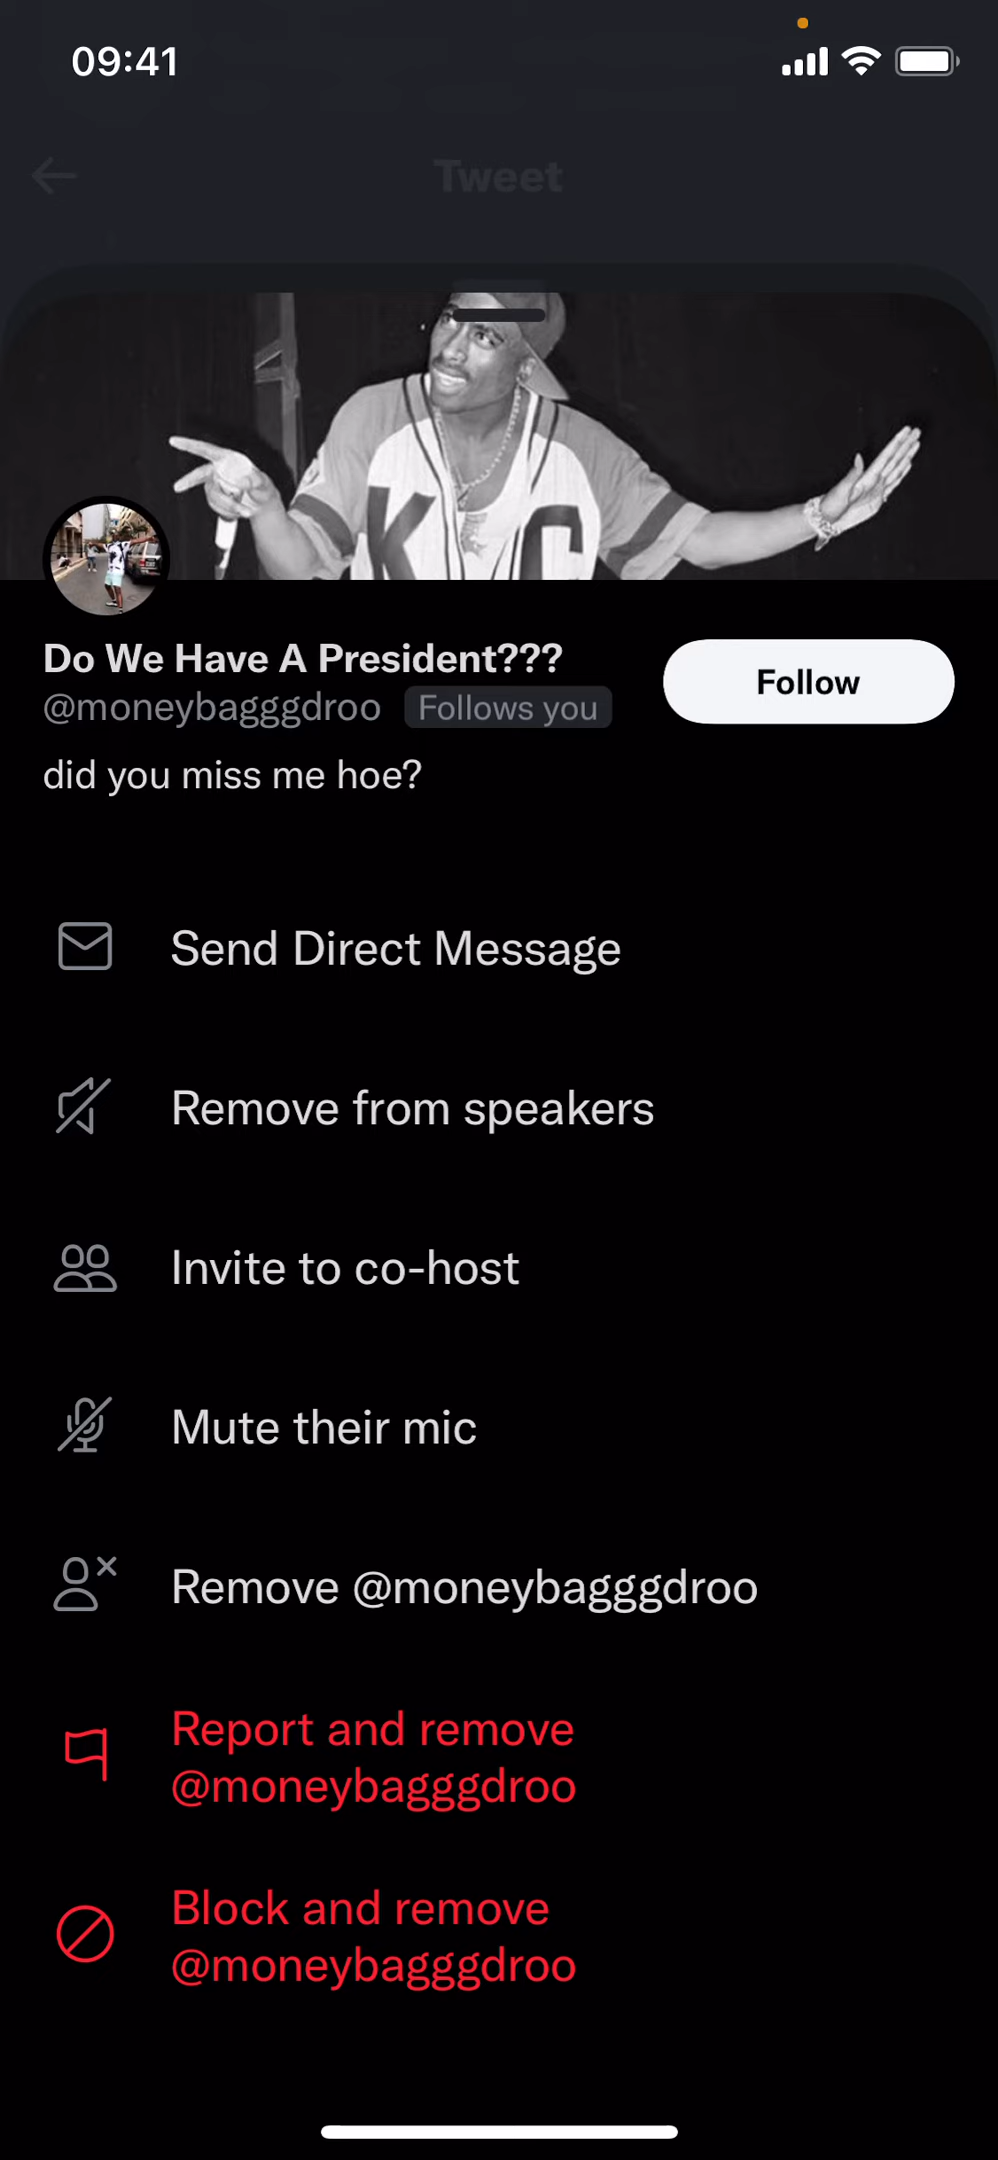 09:41
Tweet
K C
Do We Have A President???
Follow
@moneybagggdroo Follows you
did you miss me hoe?
Send Direct Message
Remove from speakers
Invite to co-host
Mute their mic
Remove @moneybagggdroo
Report and remove
@moneybagggdroo
Block and remove
@moneybagggdroo